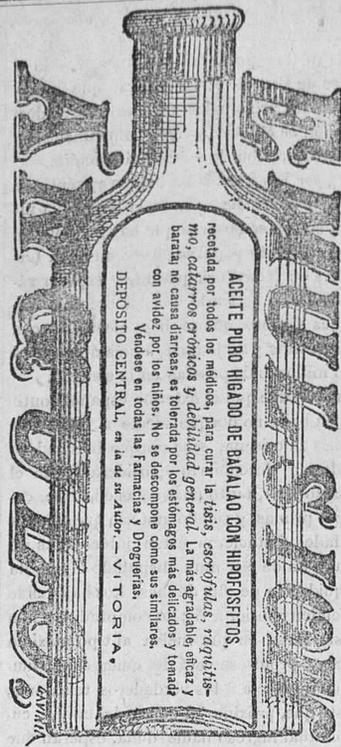 EMULSION
ACEITE PURO HIGADO DE BACALAO CON HIPOFOSFITOS,
recetada por todos los médicos, para curar la tisis, escrófulas, raquitis-
mo, catarros crónicos y debilidad general. La más agradable, eficaz y
barata; no causa diarreas, es tolerada por los estómagos más delicados y tomada
con avidez por los niños. No se descompone como sus similares.
Véndese en todas las Farmacias y Droguerías.
DEPÓSITO CENTRAL, en la de su Autor.—VITORIA.